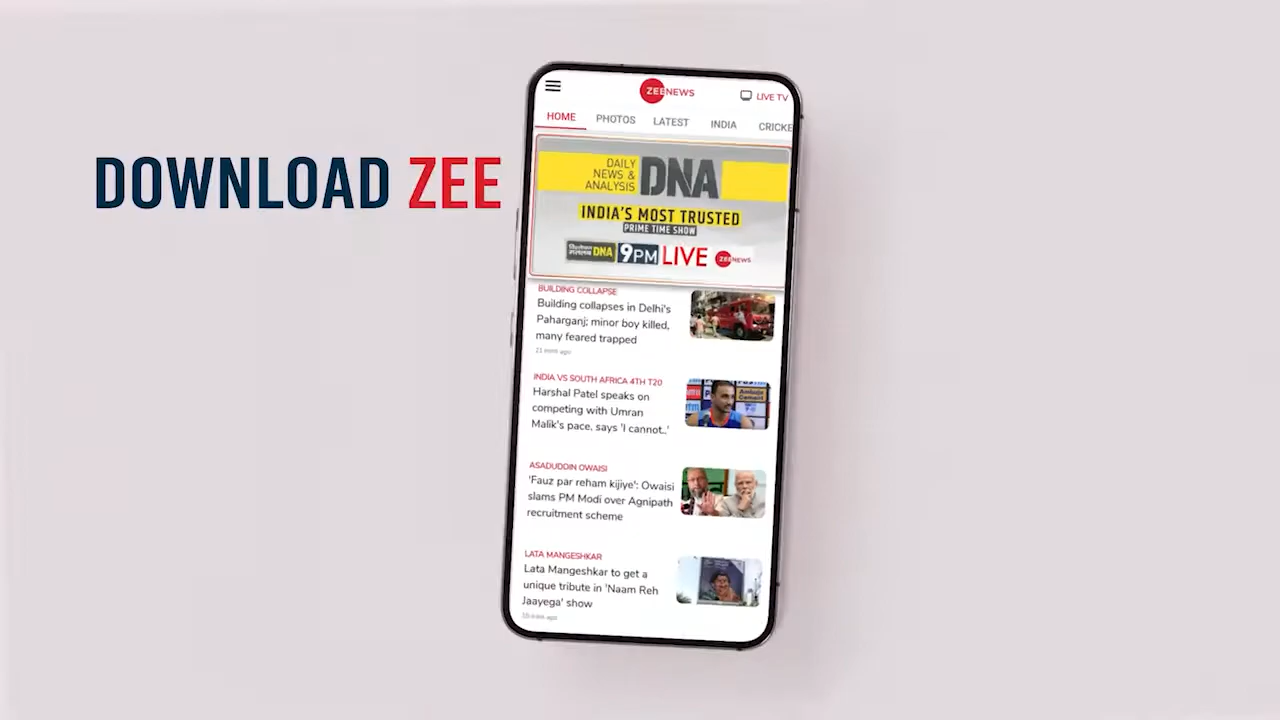 DOWNLOAD ZEE
ZEE NEWS
LIVE TV
HOME PHOTOS LATEST INDIA CRICKE
DAILY
NEWS &
ANALYSIS
DNA
INDIA'S MOST TRUSTED
PRIME TIME SHOW
DNA 9PM LIVE ZEE NEWS
BUILDING COLLAPSE
Building collapses in Delhi's
Paharganj; minor boy killed,
many feared trapped
21 mins ago
INDIA VS SOUTH AFRICA 4TH T20
Harshal Patel speaks on
competing with Umran
Malik's pace, says 'I cannot..'
ASADUDDIN OWAISI
'Fauz par reham kijiye': Owaisi
slams PM Modi over Agnipath
recruitment scheme
LATA MANGESHKAR
Lata Mangeshkar to get a
unique tribute in 'Naam Reh
Jaayega' show